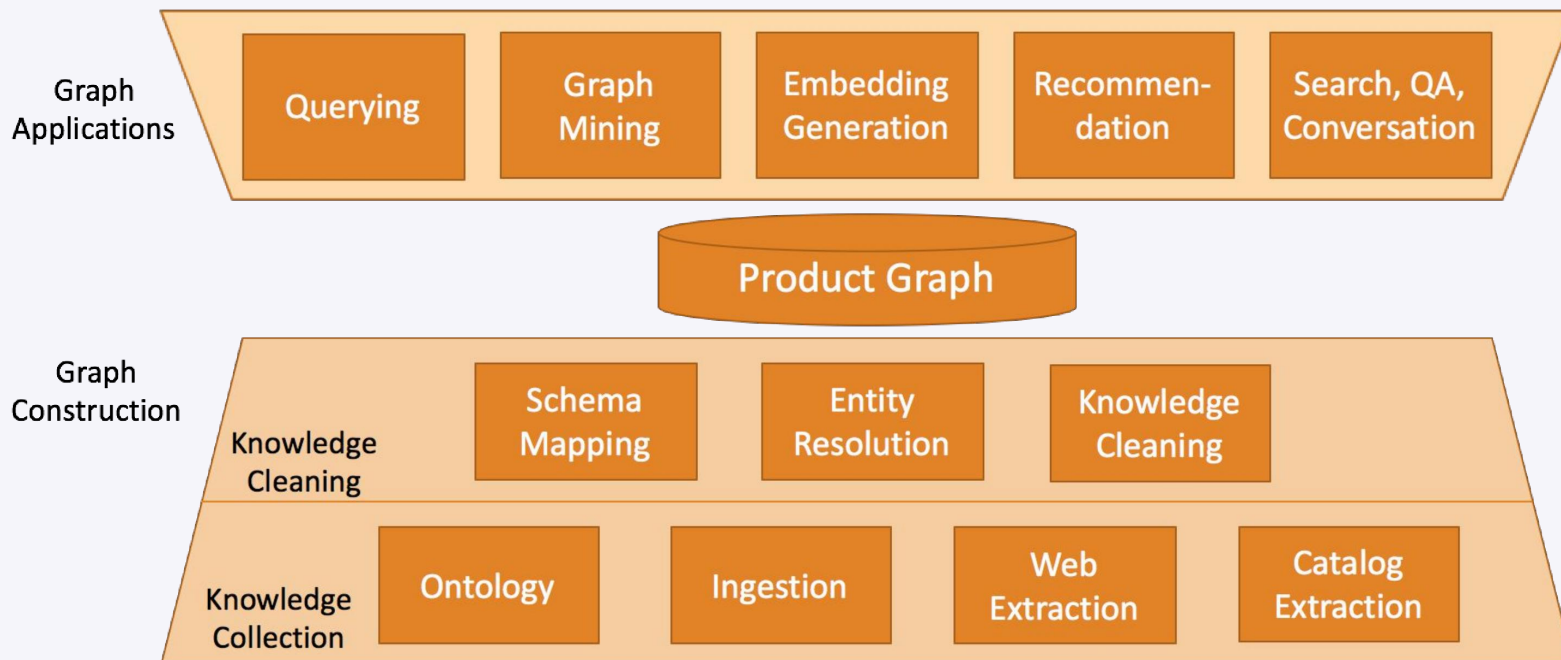 Graph
Applications
Querying
Graph
Mining
Embedding
Generation
Recommen-
dation
Search, QA,
Conversation
Product Graph
Graph
Construction
Knowledge
Cleaning
Schema
Mapping
Entity
Resolution
Knowledge
Cleaning
Knowledge
Collection
Ontology
Ingestion
Web
Extraction
Catalog
Extraction